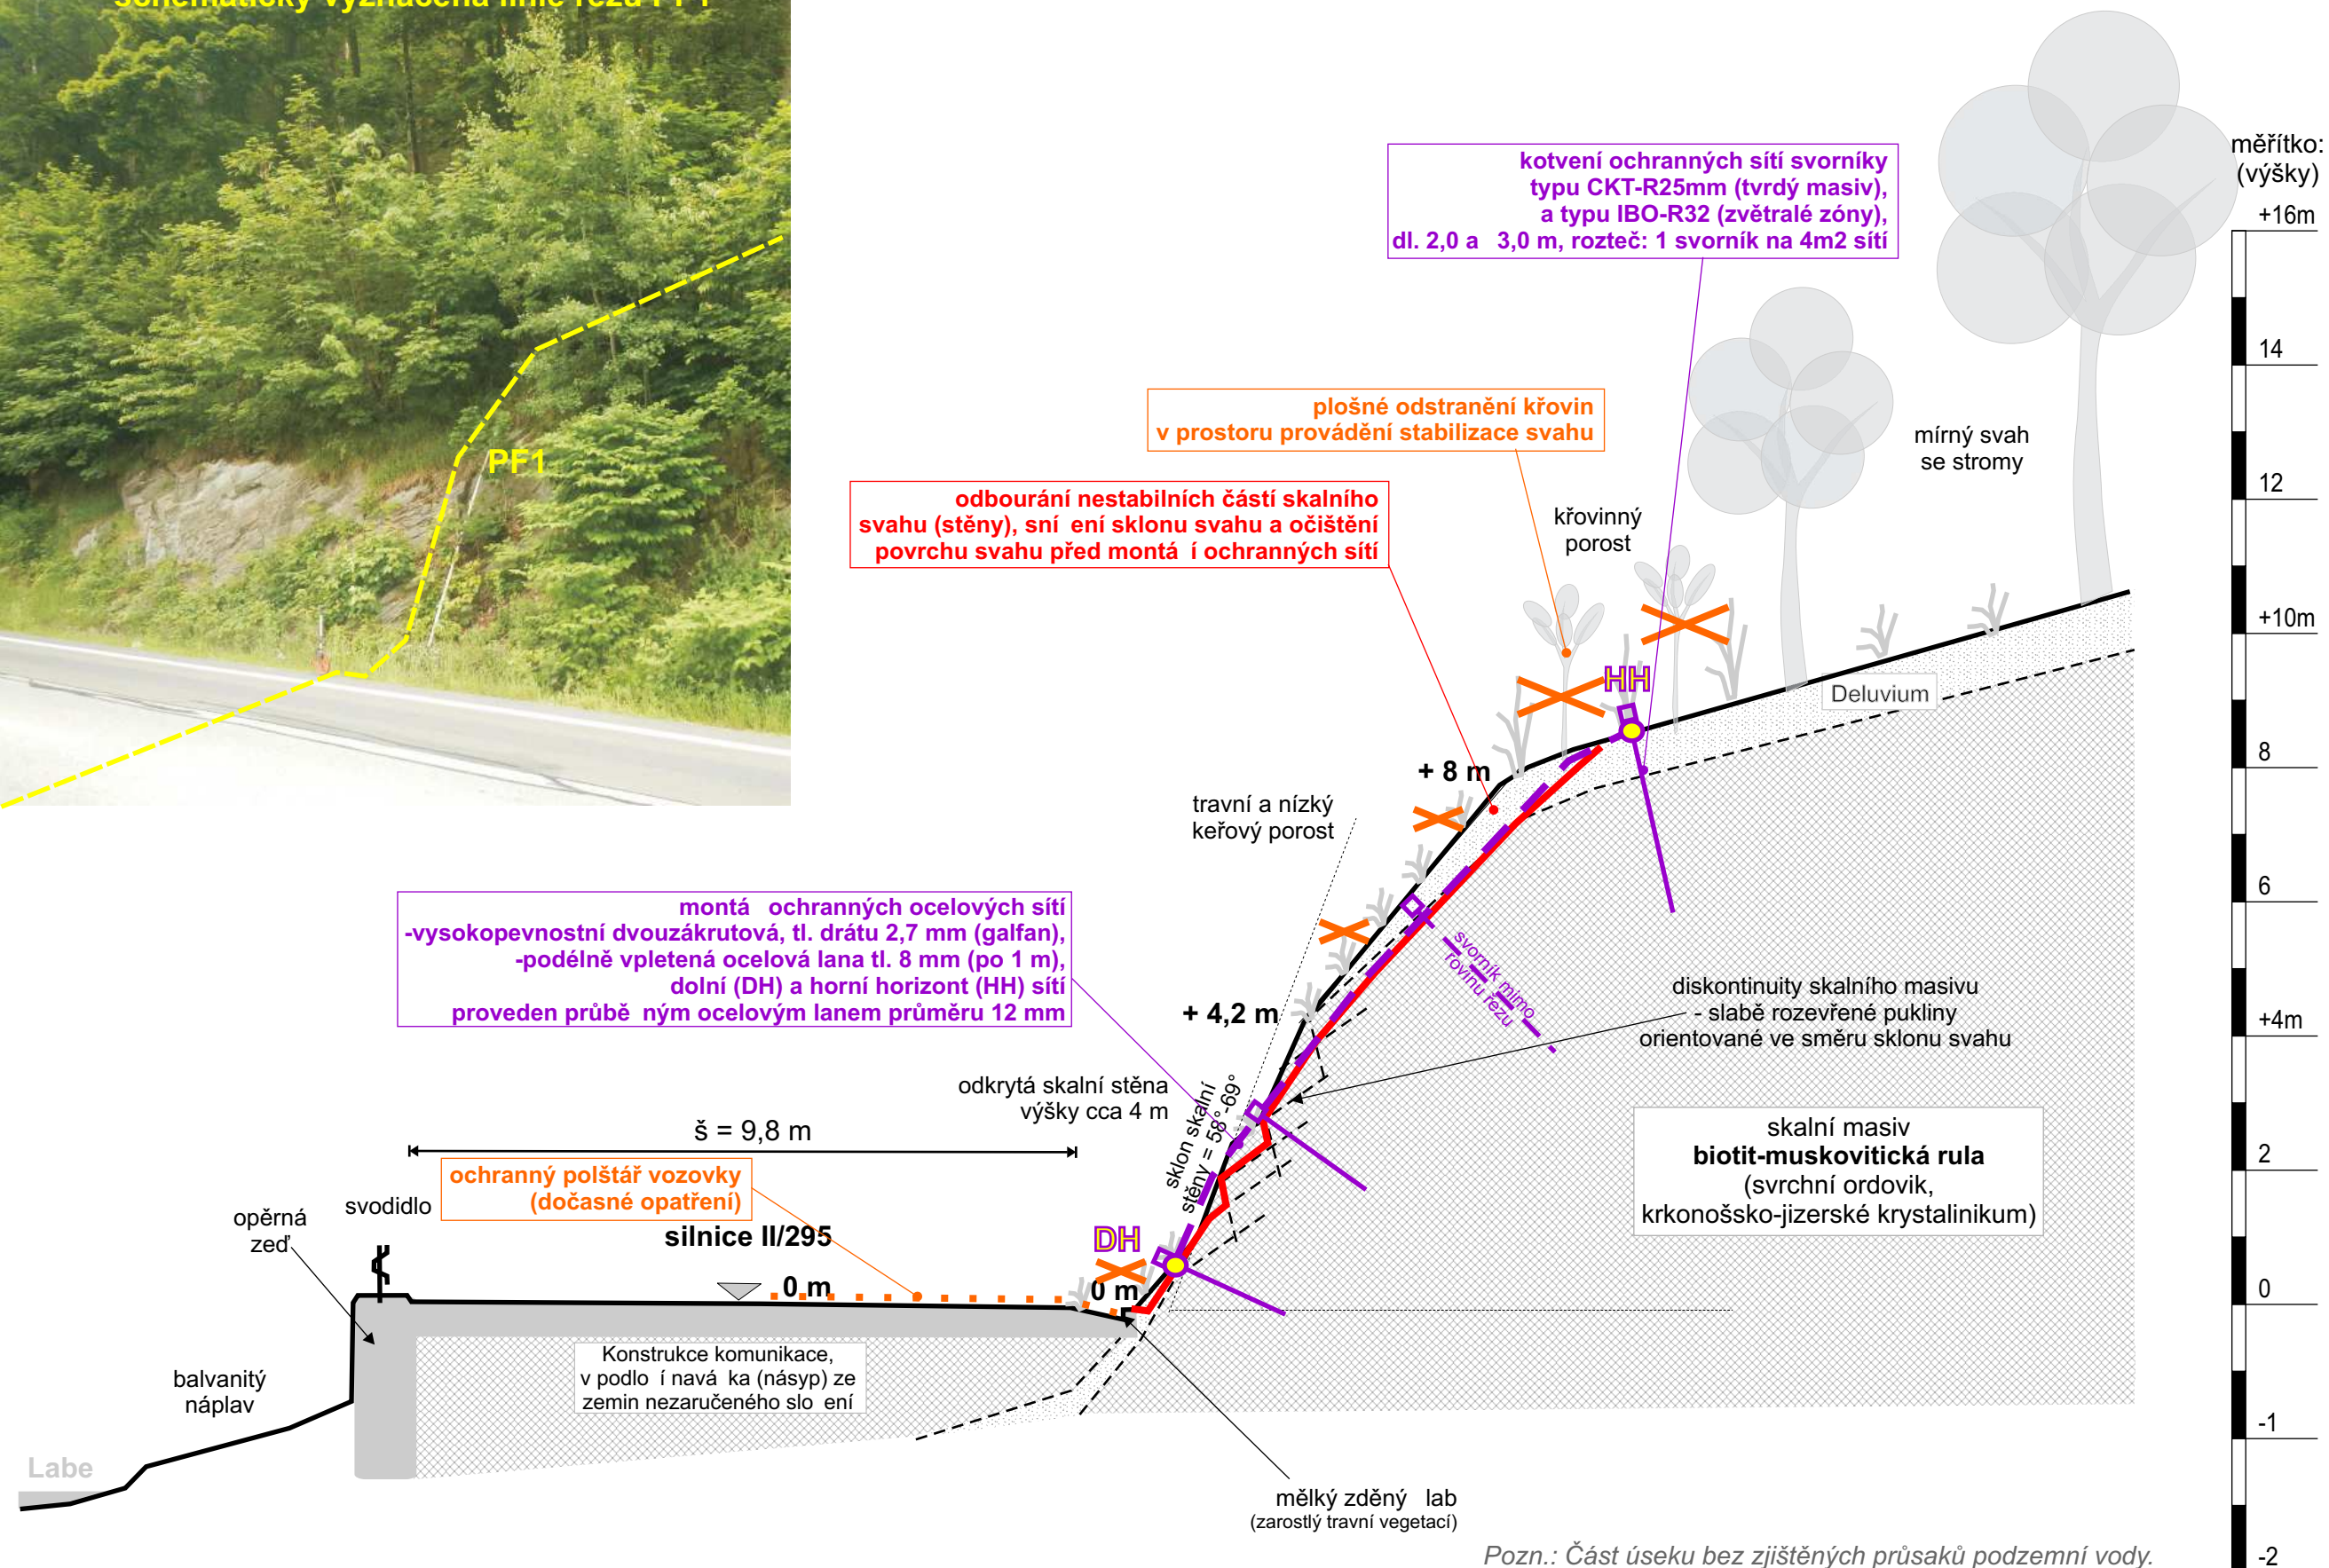 schematicky vyznačená linie řezu PF1
PF1
měřítko:
(výšky)
+16m
14
12
+10m
8
6
+4m
2
0
-1
-2
kotvení ochranných sítí svorníky
typu CKT-R25mm (tvrdý masiv),
a typu IBO-R32 (zvětralé zóny),
dl. 2,0 a 3,0 m, rozteč: 1 svorník na 4m2 sítí
plošné odstranění křovin
v prostoru provádění stabilizace svahu
mírný svah
se stromy
odbourání nestabilních částí skalního
svahu (stěny), sní ení sklonu svahu a očištění
povrchu svahu před montá í ochranných sítí
křovinný
porost
HH
Deluvium
+ 8 m
travní a nízký
keřový porost
montá ochranných ocelových sítí
-vysokopevnostní dvouzákrutová, tl. drátu 2,7 mm (galfan),
-podélně vpletená ocelová lana tl. 8 mm (po 1 m),
dolní (DH) a horní horizont (HH) sítí
proveden průbě ným ocelovým lanem průměru 12 mm
svorník mimo
rovinu řezu
+ 4,2 m
diskontinuity skalního masivu
- slabě rozevřené pukliny
orientované ve směru sklonu svahu
odkrytá skalní stěna
výšky cca 4 m
sklon skalní
stěny = 58°-69°
š = 9,8 m
skalní masiv
biotit-muskovitická rula
(svrchní ordovik,
krkonošsko-jizerské krystalinikum)
ochranný polštář vozovky
(dočasné opatření)
svodidlo
opěrná
zeď
silnice II/295
DH
0 m
0 m
Konstrukce komunikace,
v podlo í navá ka (násyp) ze
zemin nezaručeného slo ení
balvanitý
náplav
Labe
mělký zděný lab
(zarostlý travní vegetací)
Pozn.: Část úseku bez zjištěných průsaků podzemní vody.